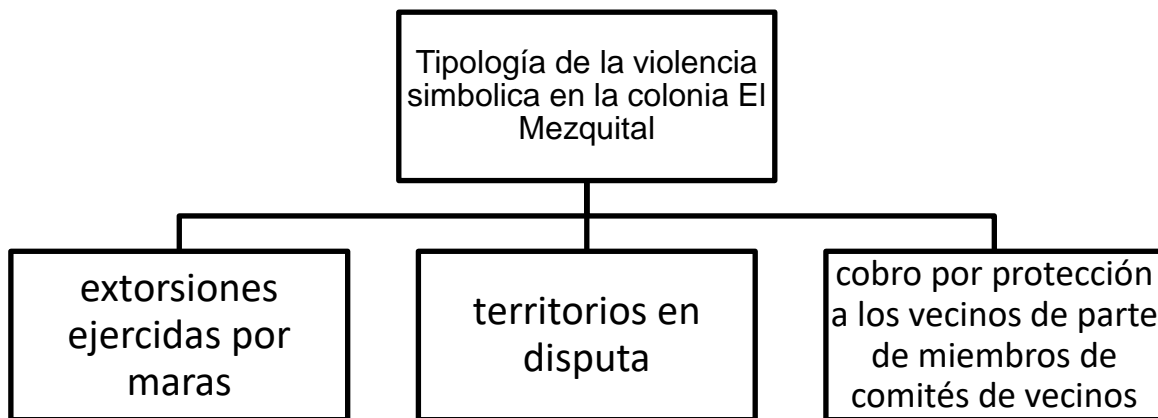 Tipología de la violencia
simbolica en la colonia El
Mezquital
extorsiones
ejercidas por
maras
territorios en
disputa
cobro por protección
a los vecinos de parte
de miembros de
comités de vecinos